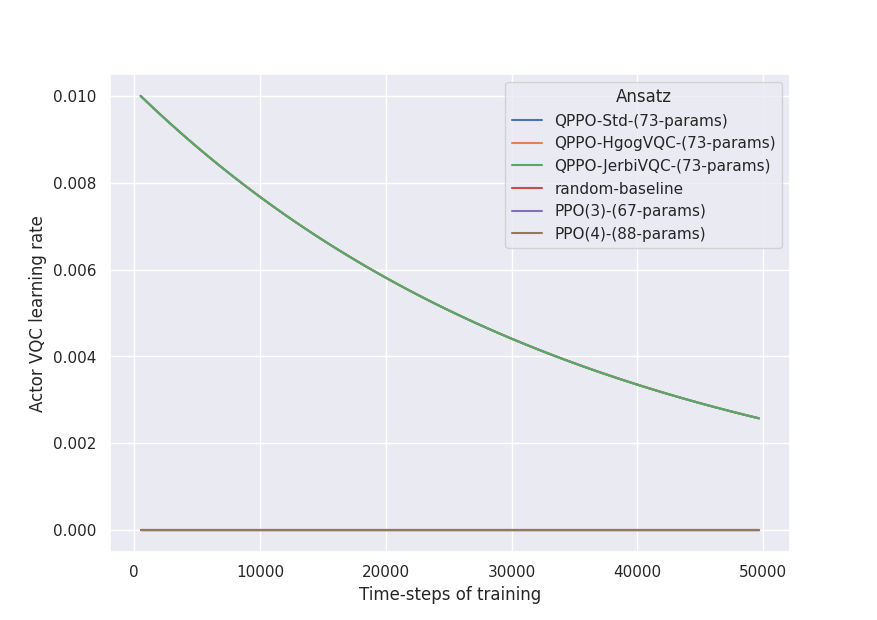 Ansatz
QPPO-Std-(73-params)
QPPO-HgogVQC-(73-params)
QPPO-JerbiVQC-(73-params)
random-baseline
PPO(3)-(67-params)
PPO(4)-(88-params)
Actor VQC learning rate
0.010
0.008
0.006
0.004
0.002
0.000
0
10000
20000
30000
40000
50000
Time-steps of training